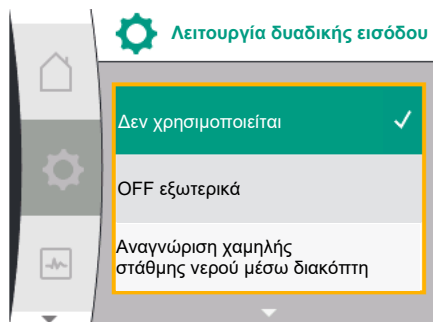 Λειτουργία δυαδικής εισόδου
Δεν χρησιμοποιείται
OFF εξωτερικά
Αναγνώριση χαμηλής
στάθμης νερού μέσω διακόπτη